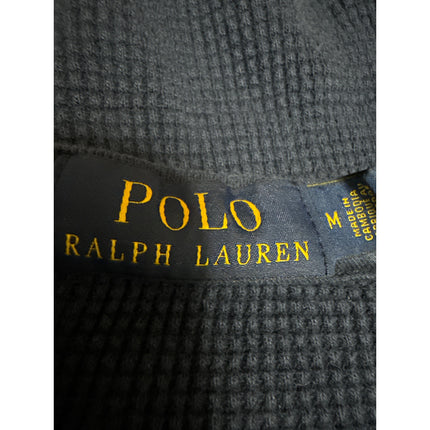 POLO
RALPH LAUREN
M
MADE IN
CAMBODIA